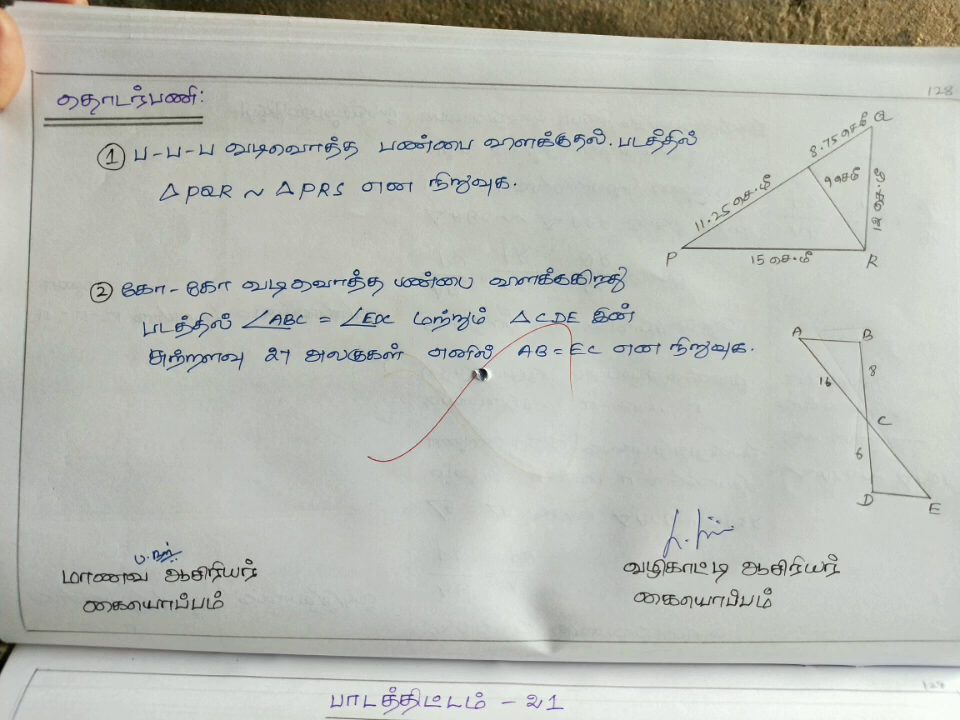 128
தொடர்பணி:
① ப-ப-ப வடிவொத்த பண்பை விளக்குதல். படத்தில்
△PQR ~ △PRS என நிறுவுக.
Q
8.75 செ.மீ
9 செமீ
11.25 செ.மீ
12 செ.மீ
P
15 செ.மீ
R
② கோ-கோ வடிவொத்த பண்பை விளக்குகிறது
படத்தில் ∠ABC = ∠EDC மற்றும் △CDE இன்
சுற்றளவு 27 அலகுகள் எனில் AB = EC என நிறுவுக.
A
B
8
16
C
6
D
E
மாணவ ஆசிரியர்
கையொப்பம்
வழிகாட்டி ஆசிரியர்
கையொப்பம்
பாடத்திட்டம் - 21